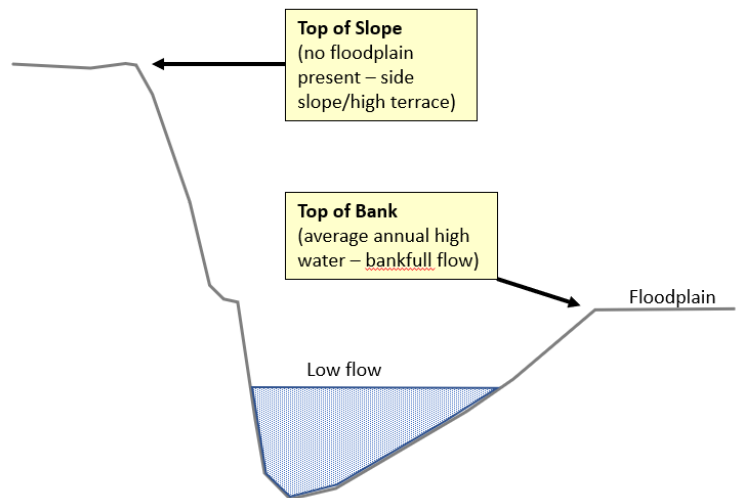 Top of Slope
(no floodplain
present – side
slope/high terrace)
Top of Bank
(average annual high
water – bankfull flow)
Floodplain
Low flow